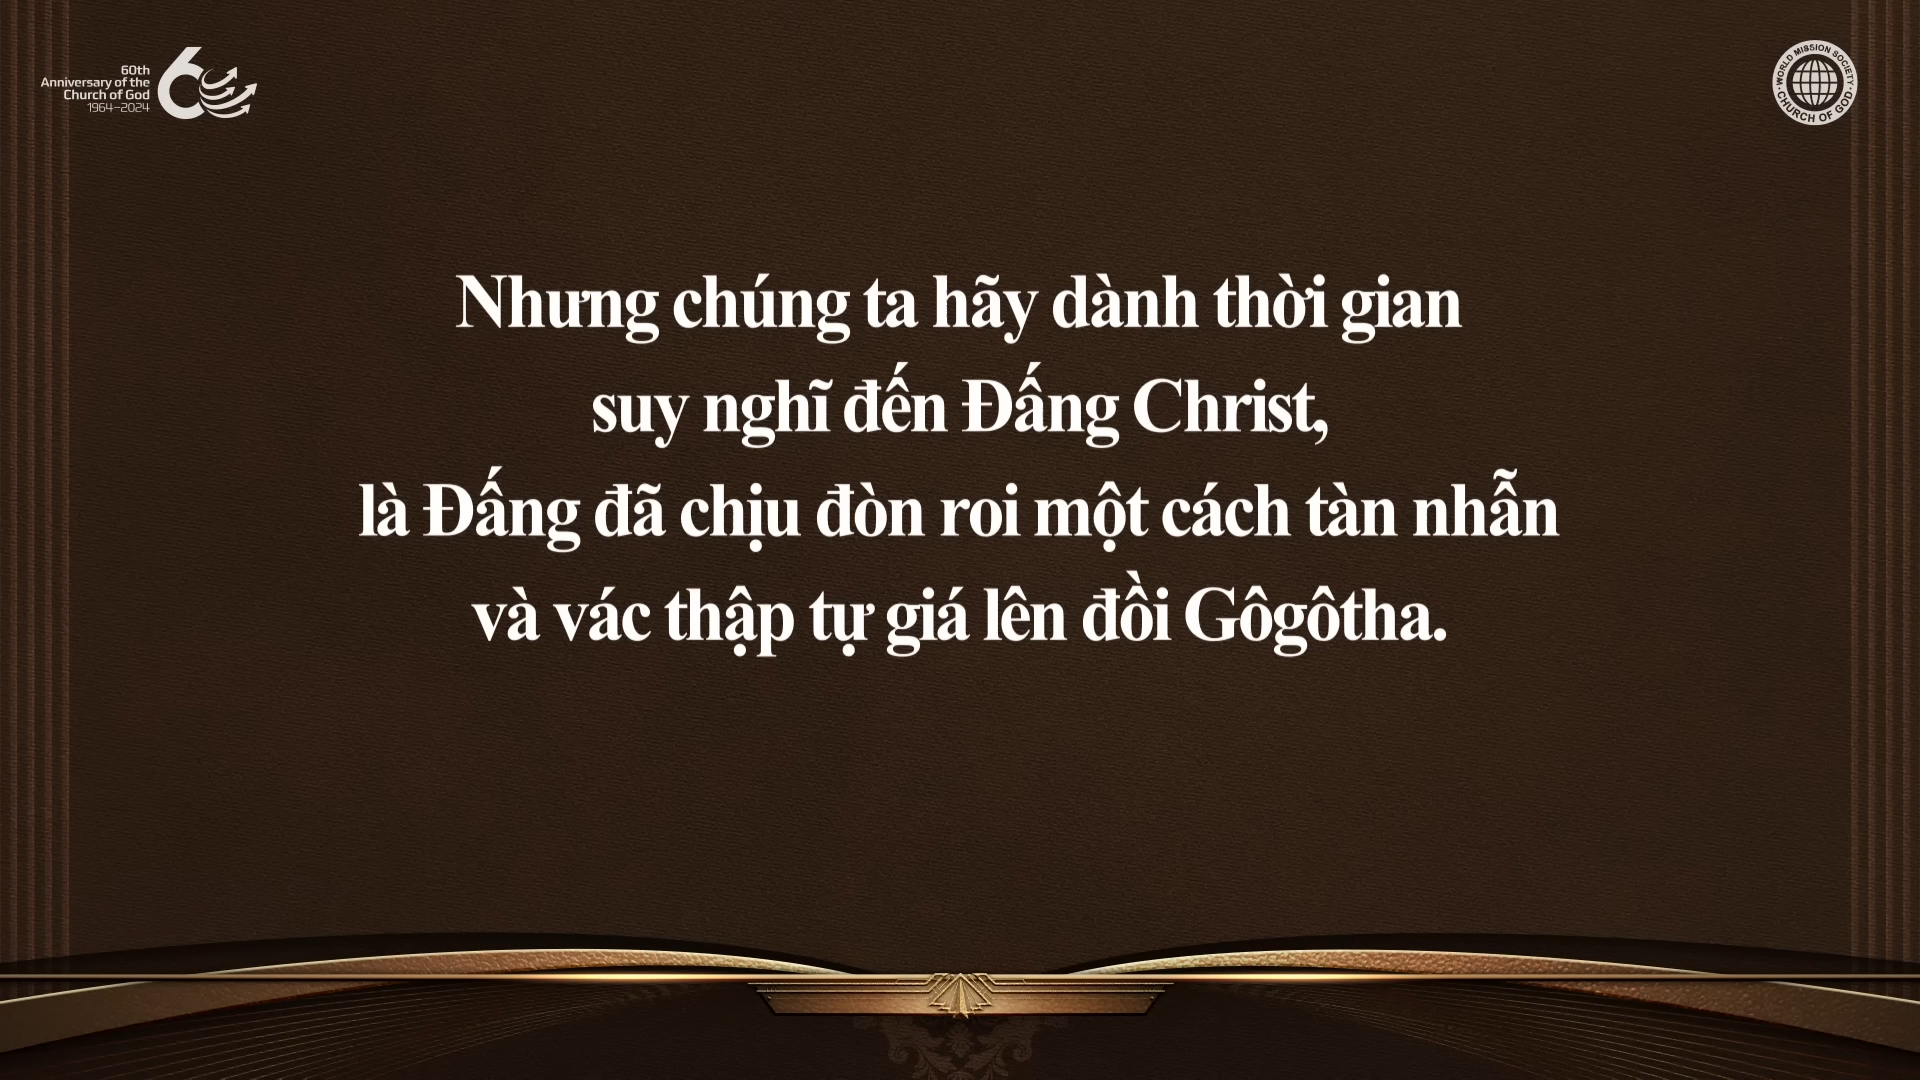 60th
Anniversary of the
Church of God
1964–2024
60
WORLD MISSION SOCIETY
CHURCH OF GOD
Nhưng chúng ta hãy dành thời gian
suy nghĩ đến Đấng Christ,
là Đấng đã chịu đòn roi một cách tàn nhẫn
và vác thập tự giá lên đồi Gôgôtha.